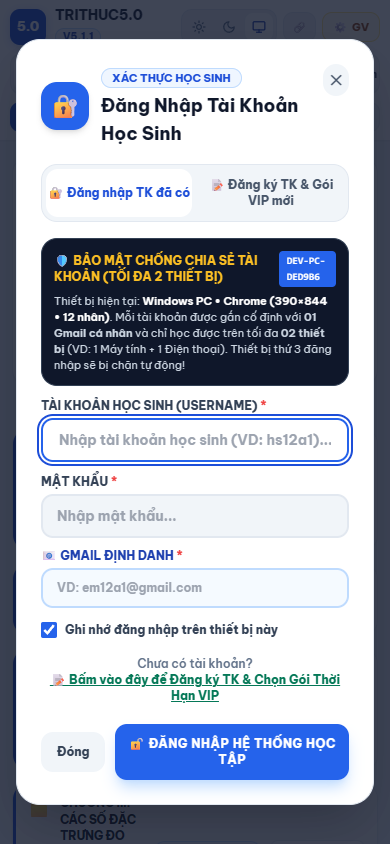 5.0
TRITHUC5.0
V5.1.1
GV
XÁC THỰC HỌC SINH
Đăng Nhập Tài Khoản
Học Sinh
Đăng nhập TK đã có
Đăng ký TK & Gói
VIP mới
BẢO MẬT CHỐNG CHIA SẺ TÀI
KHOẢN (TỐI ĐA 2 THIẾT BỊ)
DEV-PC-
DED9B6
Thiết bị hiện tại: Windows PC • Chrome (390×844
• 12 nhân). Mỗi tài khoản được gắn cố định với 01
Gmail cá nhân và chỉ học được trên tối đa 02 thiết
bị (VD: 1 Máy tính + 1 Điện thoại). Thiết bị thứ 3 đăng
nhập sẽ bị chặn tự động!
TÀI KHOẢN HỌC SINH (USERNAME) *
Nhập tài khoản học sinh (VD: hs12a1)...
MẬT KHẨU *
Nhập mật khẩu...
GMAIL ĐỊNH DANH *
VD: em12a1@gmail.com
Ghi nhớ đăng nhập trên thiết bị này
Chưa có tài khoản?
Bấm vào đây để Đăng ký TK & Chọn Gói Thời
Hạn VIP
Đóng
ĐĂNG NHẬP HỆ THỐNG HỌC
TẬP
CÁC SỐ ĐẶC
TRƯNG ĐO